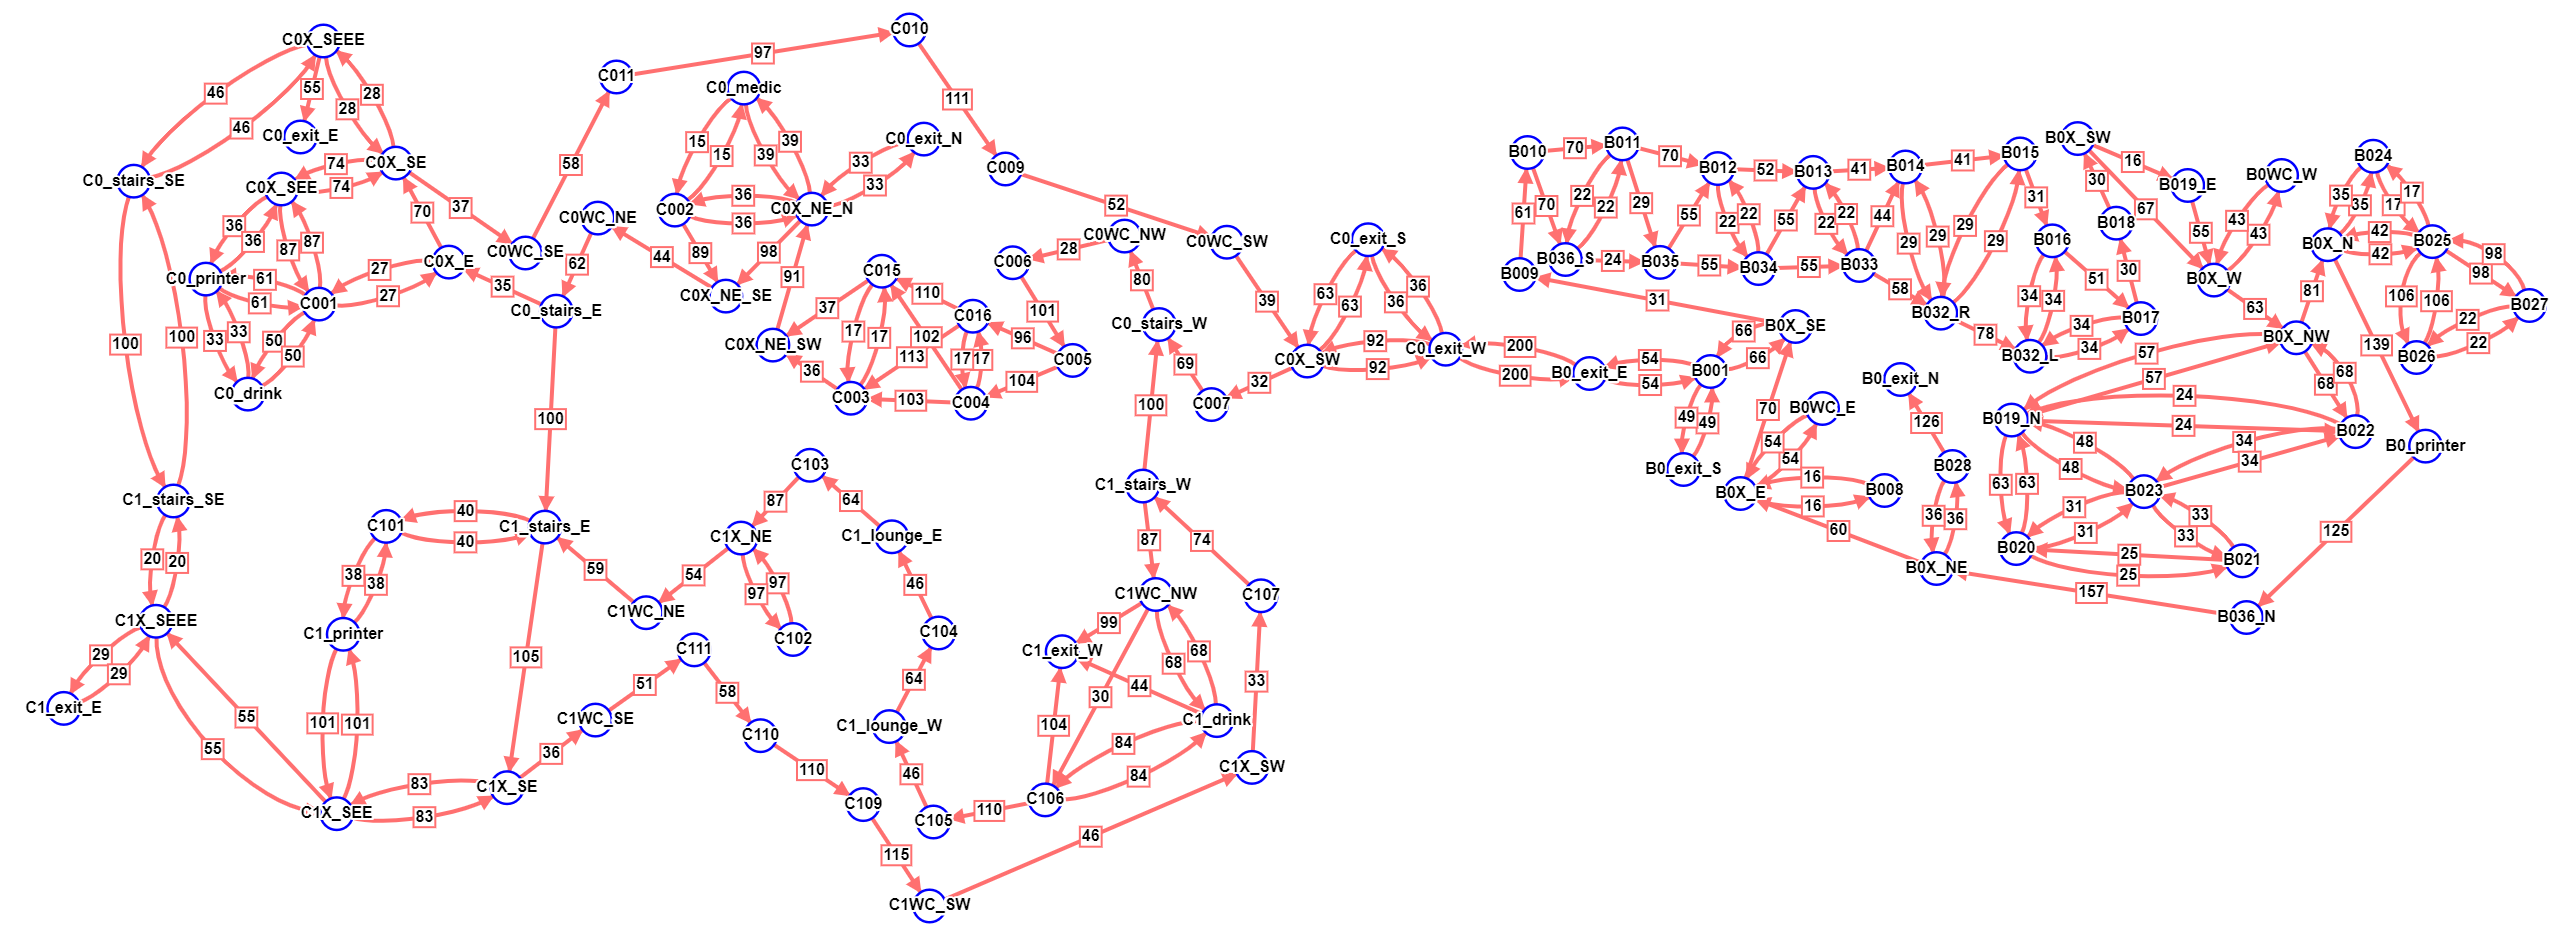 C0X_SEEE
46
55
28
28
46
C0_exit_E
C0_stairs_SE
74
C0X_SE
C0X_SEE
74
37
36
36
87
87
70
C0_printer
61
61
C001
27
27
C0X_E
35
33
33
50
50
C0_drink
100
100
C0WC_SE
58
C011
97
C010
111
C009
52
C0_medic
15
15
39
39
C0_exit_N
33
33
C002
36
36
C0X_NE_N
89
98
C0X_NE_SE
44
C0WC_NE
62
C0_stairs_E
91
C0X_NE_SW
37
36
C015
17
17
110
102
113
C016
17
17
96
C003
103
C004
104
C005
101
C006
28
C0WC_NW
80
C0_stairs_W
69
C007
32
C0WC_SW
39
C0_exit_S
63
63
36
36
C0X_SW
92
92
C0_exit_W
200
200
B0_exit_E
54
54
B001
49
49
B0_exit_S
66
66
B0X_SE
31
B009
61
B010
70
70
B011
22
22
B036_S
24
29
B035
70
55
55
B012
22
22
B034
52
55
55
B013
22
22
B033
41
44
58
B014
29
29
B032_R
41
29
29
B015
31
B016
34
34
51
78
B032_L
34
34
B017
30
B018
30
B0X_SW
16
67
B019_E
55
B0WC_W
43
43
B0X_W
63
B0X_NW
81
B0X_N
35
35
B024
17
17
42
42
B025
98
98
B027
106
106
22
22
B026
139
B0_printer
125
B036_N
157
57
57
68
68
B019_N
24
24
B022
48
48
34
34
63
63
B023
31
31
33
33
B020
25
25
B021
B0_exit_N
126
B028
36
36
B0X_NE
60
70
B0WC_E
54
54
B0X_E
16
16
B008
100
100
C1_stairs_SE
20
20
C1X_SEEE
29
29
C1_exit_E
55
55
C101
40
40
C1_stairs_E
38
38
C1_printer
101
101
C1X_SEE
83
83
C1X_SE
105
36
C1WC_SE
51
C111
58
C110
110
C109
115
C1WC_SW
46
C1X_SW
33
C107
74
C1_stairs_W
87
C1WC_NW
99
68
68
30
C1_exit_W
44
104
C1_drink
84
84
C106
110
C105
46
C1_lounge_W
64
C104
46
C1_lounge_E
64
C103
87
C1X_NE
97
97
C102
54
C1WC_NE
59